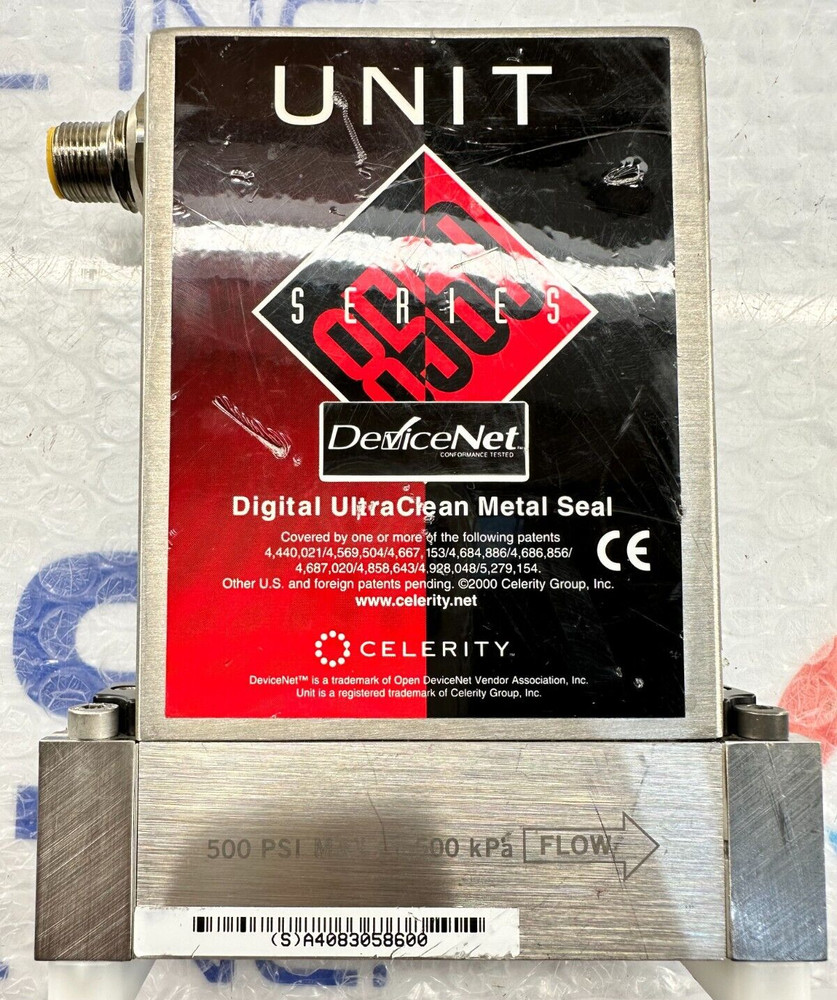 UNIT
SERIES
DeviceNet™
CONFORMANCE TESTED
Digital UltraClean Metal Seal
Covered by one or more of the following patents
4,440,021/4,569,504/4,667,153/4,684,886/4,686,856/
4,687,020/4,858,643/4,928,048/5,279,154.
Other U.S. and foreign patents pending. ©2000 Celerity Group, Inc.
www.celerity.net
CE
CELERITY™
DeviceNet™ is a trademark of Open DeviceNet Vendor Association, Inc.
Unit is a registered trademark of Celerity Group, Inc.
500 PSI kPa FLOW
(S)A4083058600